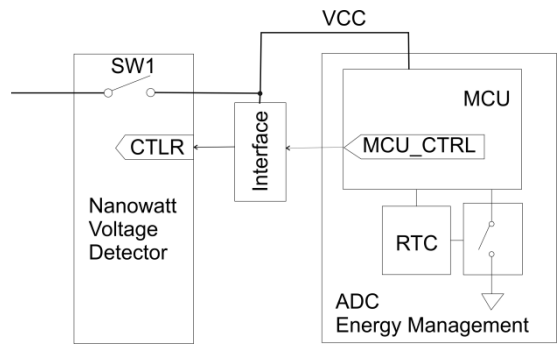 VCC
SW1
MCU
CTLR
Interface
MCU_CTRL
Nanowatt
Voltage
Detector
RTC
ADC
Energy Management